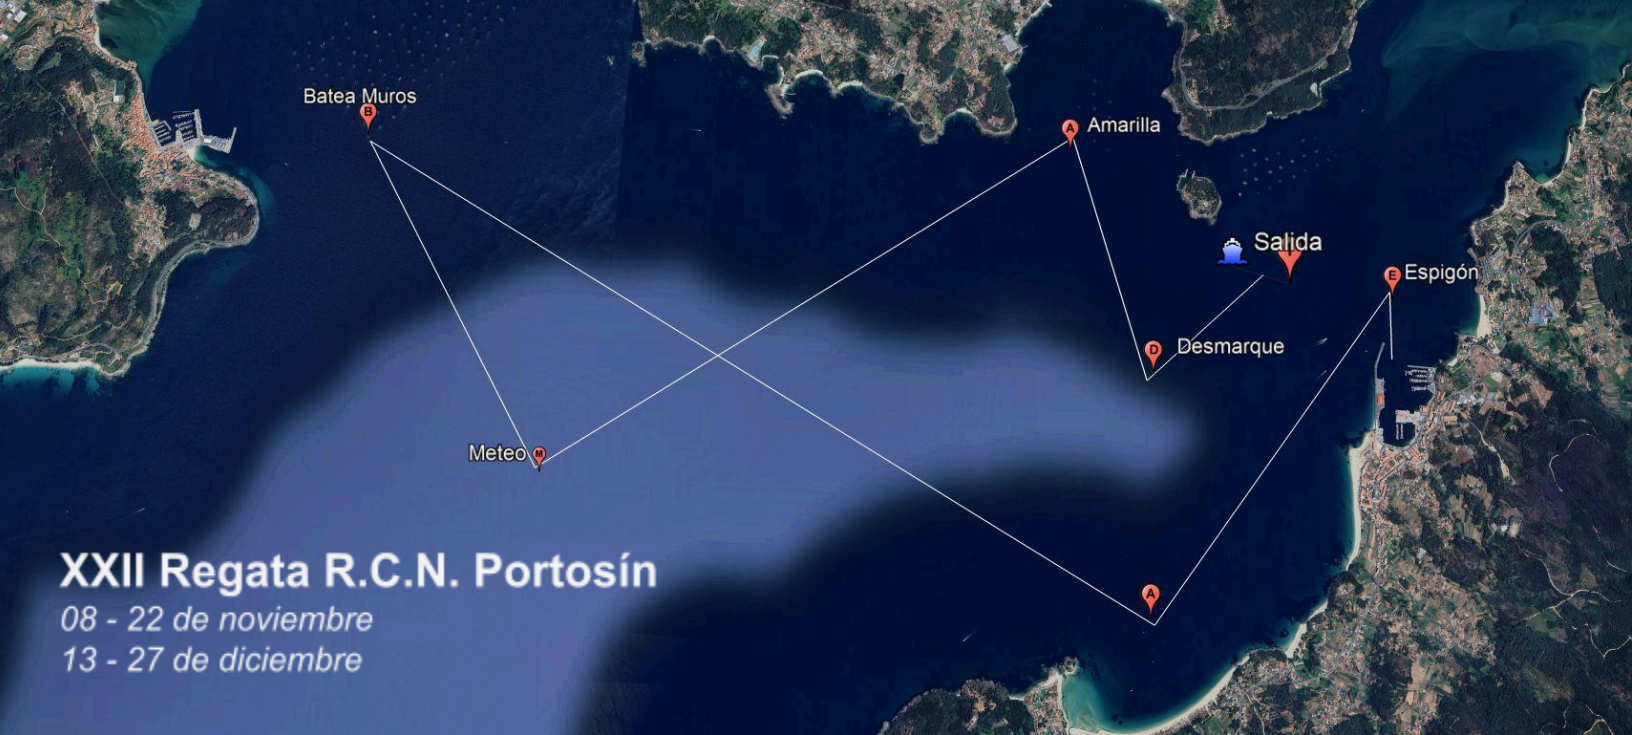 Batea Muros
B
A
Amarilla
Salida
E
Espigón
D
Desmarque
Meteo
M
XXII Regata R.C.N. Portosín
08 - 22 de noviembre
13 - 27 de diciembre
A